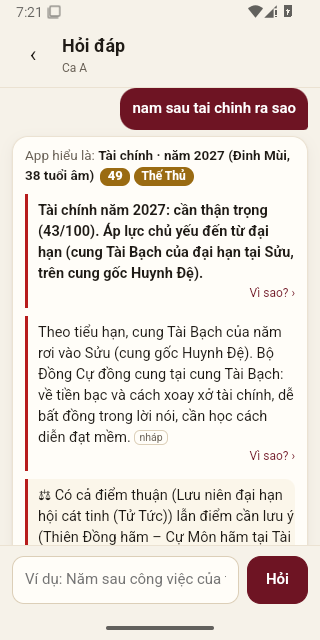 7:21
Hỏi đáp
Ca A
nam sau tai chinh ra sao
App hiểu là: Tài chính · năm 2027 (Đinh Mùi,
38 tuổi âm) 49 Thế Thủ
Tài chính năm 2027: cần thận trọng
(43/100). Áp lực chủ yếu đến từ đại
hạn (cung Tài Bạch của đại hạn tại Sửu,
trên cung gốc Huynh Đệ).
Vì sao? ›
Theo tiểu hạn, cung Tài Bạch của năm
rơi vào Sửu (cung gốc Huynh Đệ). Bộ
Đồng Cự đồng cung tại cung Tài Bạch:
về tiền bạc và cách xoay xở tài chính, dễ
bất đồng trong lời nói, cần học cách
diễn đạt mềm. nháp
Vì sao? ›
⚖ Có cả điểm thuận (Lưu niên đại hạn
hội cát tinh (Tử Tức)) lẫn điểm cần lưu ý
(Thiên Đồng hãm – Cự Môn hãm tại Tài
Ví dụ: Năm sau công việc của
Hỏi